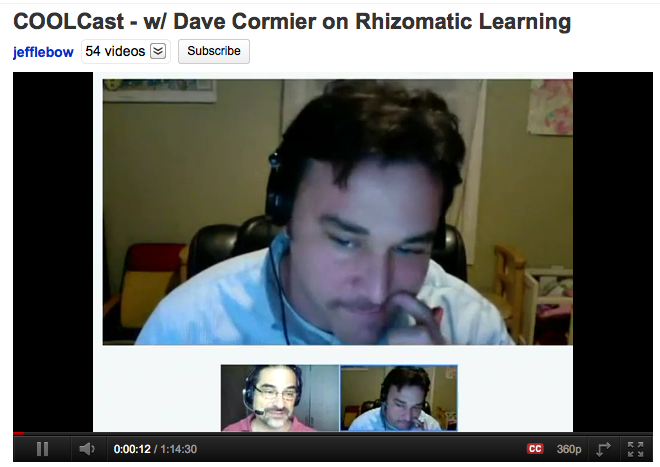 COOLCast - w/ Dave Cormier on Rhizomatic Learning
jefflebow 54 videos Subscribe
0:00:12 / 1:14:30 CC 360p